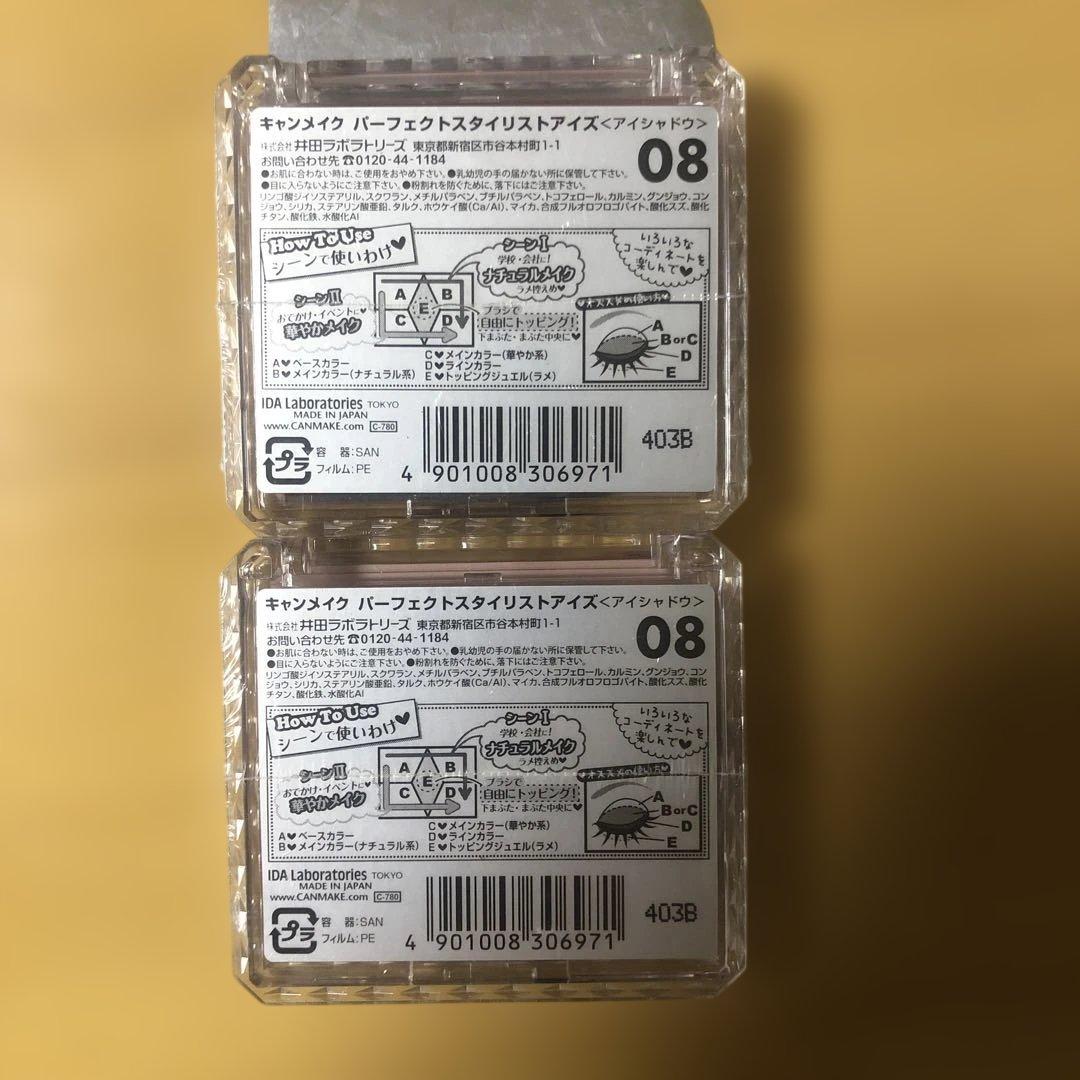 キャンメイク パーフェクトスタイリストアイズ<アイシャドウ>
株式会社 井田ラボラトリーズ 東京都新宿区市谷本村町1-1
08
お問い合わせ先 ☎0120-44-1184
●お肌に合わない時は、ご使用をおやめ下さい。●乳幼児の手の届かない所に保管して下さい。
●目に入らないようにご注意下さい。●粉割れを防ぐために、落下にはご注意下さい。
リンゴ酸ジイソステアリル、スクワラン、メチルパラベン、ブチルパラベン、トコフェロール、カルミン、グンジョウ、コン
ジョウ、シリカ、ステアリン酸亜鉛、タルク、ホウケイ酸(Ca/Al)、マイカ、合成フルオロフロゴパイト、酸化スズ、酸化
チタン、酸化鉄、水酸化Al
How To Use
シーンで使いわけ♥
シーンⅠ
学校・会社に!
ナチュラルメイク
ラメ控えめ♥
いろいろな
コーディネートを
楽しんで♥
シーンⅡ
おでかけ・イベントに♥
華やかメイク
A B
E
C D
ブラシで
自由にトッピング!
下まぶた・まぶた中央に♥
♥オススメの使い方♥
A
B or C
D
E
A♥ベースカラー
B♥メインカラー(ナチュラル系)
C♥メインカラー(華やか系)
D♥ラインカラー
E♥トッピングジュエル(ラメ)
IDA Laboratories TOKYO
MADE IN JAPAN
www.CANMAKE.com C-780
プラ
容 器:SAN
フィルム:PE
4 901008 306971
403B
キャンメイク パーフェクトスタイリストアイズ<アイシャドウ>
株式会社 井田ラボラトリーズ 東京都新宿区市谷本村町1-1
08
お問い合わせ先 ☎0120-44-1184
●お肌に合わない時は、ご使用をおやめ下さい。●乳幼児の手の届かない所に保管して下さい。
●目に入らないようにご注意下さい。●粉割れを防ぐために、落下にはご注意下さい。
リンゴ酸ジイソステアリル、スクワラン、メチルパラベン、ブチルパラベン、トコフェロール、カルミン、グンジョウ、コン
ジョウ、シリカ、ステアリン酸亜鉛、タルク、ホウケイ酸(Ca/Al)、マイカ、合成フルオロフロゴパイト、酸化スズ、酸化
チタン、酸化鉄、水酸化Al
How To Use
シーンで使いわけ♥
シーンⅠ
学校・会社に!
ナチュラルメイク
ラメ控えめ♥
いろいろな
コーディネートを
楽しんで♥
シーンⅡ
おでかけ・イベントに♥
華やかメイク
A B
E
C D
ブラシで
自由にトッピング!
下まぶた・まぶた中央に♥
♥オススメの使い方♥
A
B or C
D
E
A♥ベースカラー
B♥メインカラー(ナチュラル系)
C♥メインカラー(華やか系)
D♥ラインカラー
E♥トッピングジュエル(ラメ)
IDA Laboratories TOKYO
MADE IN JAPAN
www.CANMAKE.com C-780
プラ
容 器:SAN
フィルム:PE
4 901008 306971
403B